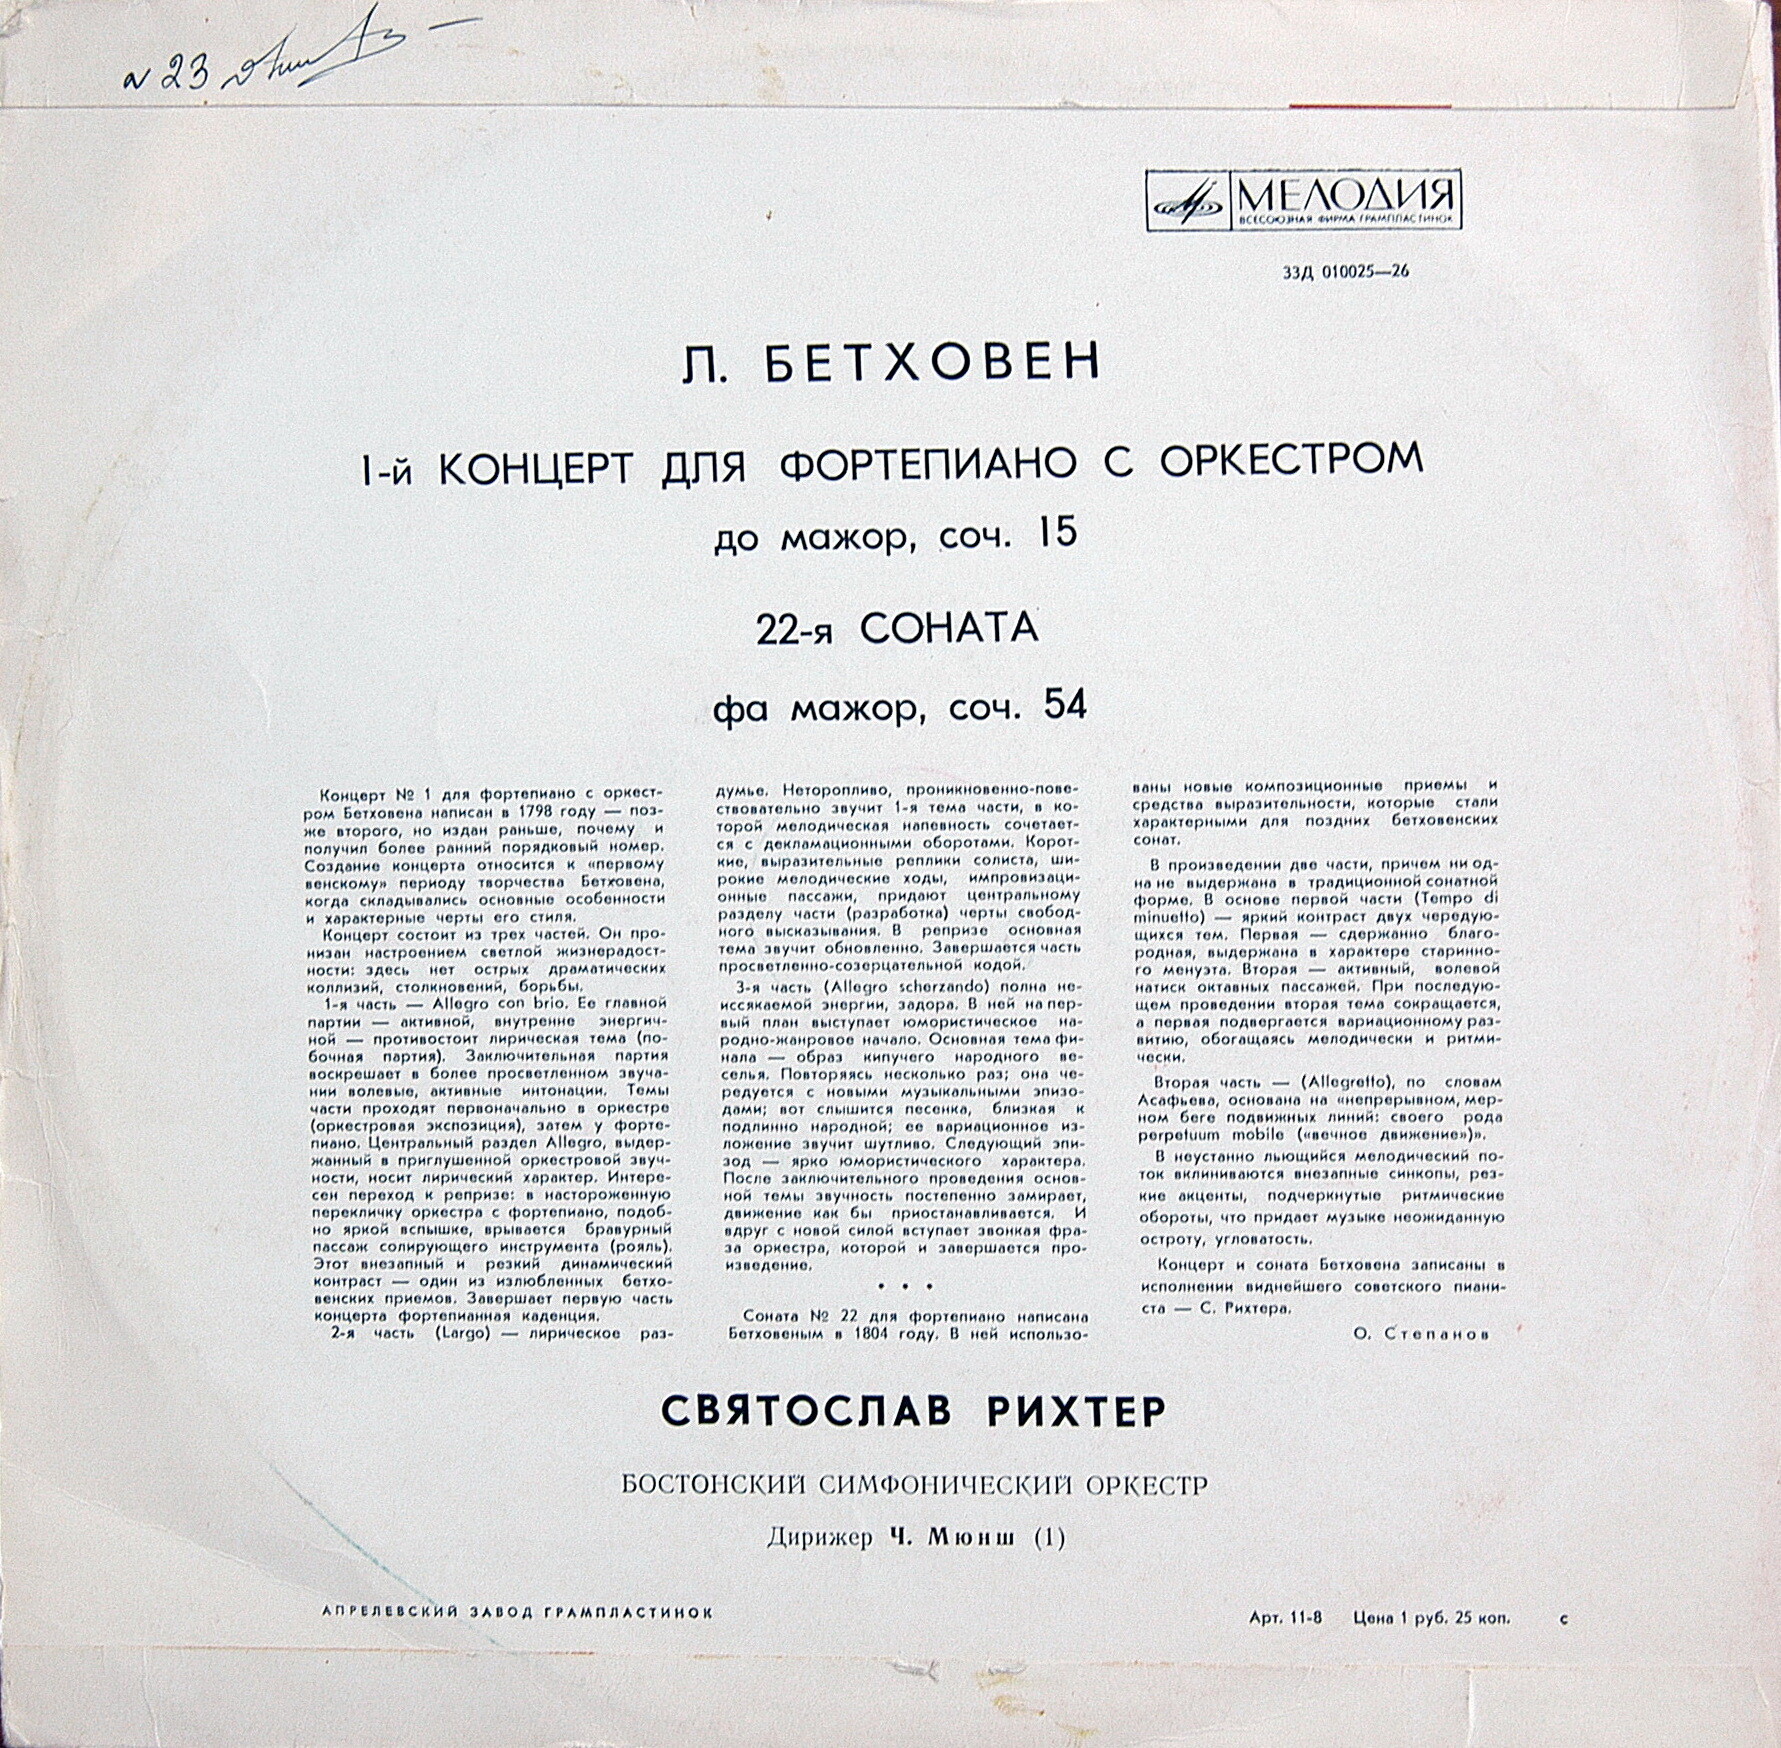 № 23
МЕЛОДИЯ
ВСЕСОЮЗНАЯ ФИРМА ГРАМПЛАСТИНОК
33Д 010025—26
Л. БЕТХОВЕН
1-й КОНЦЕРТ ДЛЯ ФОРТЕПИАНО С ОРКЕСТРОМ
до мажор, соч. 15
22-я СОНАТА
фа мажор, соч. 54
Концерт № 1 для фортепиано с оркест-
ром Бетховена написан в 1798 году — поз-
же второго, но издан раньше, почему и
получил более ранний порядковый номер.
Создание концерта относится к «первому
венскому» периоду творчества Бетховена,
когда складывались основные особенности
и характерные черты его стиля.
Концерт состоит из трех частей. Он про-
низан настроением светлой жизнерадост-
ности: здесь нет острых драматических
коллизий, столкновений, борьбы.
1-я часть — Allegro con brio. Ее главной
партии — активной, внутренне энергич-
ной — противостоит лирическая тема (по-
бочная партия). Заключительная партия
воскрешает в более просветленном звуча-
нии волевые, активные интонации. Темы
части проходят первоначально в оркестре
(оркестровая экспозиция), затем у форте-
пиано. Центральный раздел Allegro, выдер-
жанный в приглушенной оркестровой звуч-
ности, носит лирический характер. Интере-
сен переход к репризе: в настороженную
перекличку оркестра с фортепиано, подоб-
но яркой вспышке, врывается бравурный
пассаж солирующего инструмента (рояль).
Этот внезапный и резкий динамический
контраст — один из излюбленных бетхо-
венских приемов. Завершает первую часть
концерта фортепианная каденция.
2-я часть (Largo) — лирическое раз-
думье. Неторопливо, проникновенно-пове-
ствовательно звучит 1-я тема части, в ко-
торой мелодическая напевность сочетает-
ся с декламационными оборотами. Корот-
кие, выразительные реплики солиста, ши-
рокие мелодические ходы, импровизаци-
онные пассажи, придают центральному
разделу части (разработка) черты свобод-
ного высказывания. В репризе основная
тема звучит обновленно. Завершается часть
просветленно-созерцательной кодой.
3-я часть (Allegro scherzando) полна не-
иссякаемой энергии, задора. В ней на пер-
вый план выступает юмористическое на-
родно-жанровое начало. Основная тема фи-
нала — образ кипучего народного ве-
селья. Повторяясь несколько раз; она че-
редуется с новыми музыкальными эпизо-
дами; вот слышится песенка, близкая к
подлинно народной; ее вариационное из-
ложение звучит шутливо. Следующий эпи-
зод — ярко юмористического характера.
После заключительного проведения основ-
ной темы звучность постепенно замирает,
движение как бы приостанавливается. И
вдруг с новой силой вступает звонкая фра-
за оркестра, которой и завершается про-
изведение.
• • •
Соната № 22 для фортепиано написана
Бетховеным в 1804 году. В ней использо-
ваны новые композиционные приемы и
средства выразительности, которые стали
характерными для поздних бетховенских
сонат.
В произведении две части, причем ни од-
на не выдержана в традиционной сонатной
форме. В основе первой части (Tempo di
minuetto) — яркий контраст двух чередую-
щихся тем. Первая — сдержанно благо-
родная, выдержана в характере старинно-
го менуэта. Вторая — активный, волевой
натиск октавных пассажей. При последую-
щем проведении вторая тема сокращается,
а первая подвергается вариационному раз-
витию, обогащаясь мелодически и ритми-
чески.
Вторая часть — (Allegretto), по словам
Асафьева, основана на «непрерывном, мер-
ном беге подвижных линий: своего рода
perpetuum mobile («вечное движение»)».
В неустанно льющийся мелодический по-
ток вклиниваются внезапные синкопы, рез-
кие акценты, подчеркнутые ритмические
обороты, что придает музыке неожиданную
остроту, угловатость.
Концерт и соната Бетховена записаны в
исполнении виднейшего советского пиани-
ста — С. Рихтера.
О. Степанов
СВЯТОСЛАВ РИХТЕР
БОСТОНСКИЙ СИМФОНИЧЕСКИЙ ОРКЕСТР
Дирижер Ч. Мюнш (1)
АПРЕЛЕВСКИЙ ЗАВОД ГРАМПЛАСТИНОК
Арт. 11-8 Цена 1 руб. 25 коп. с